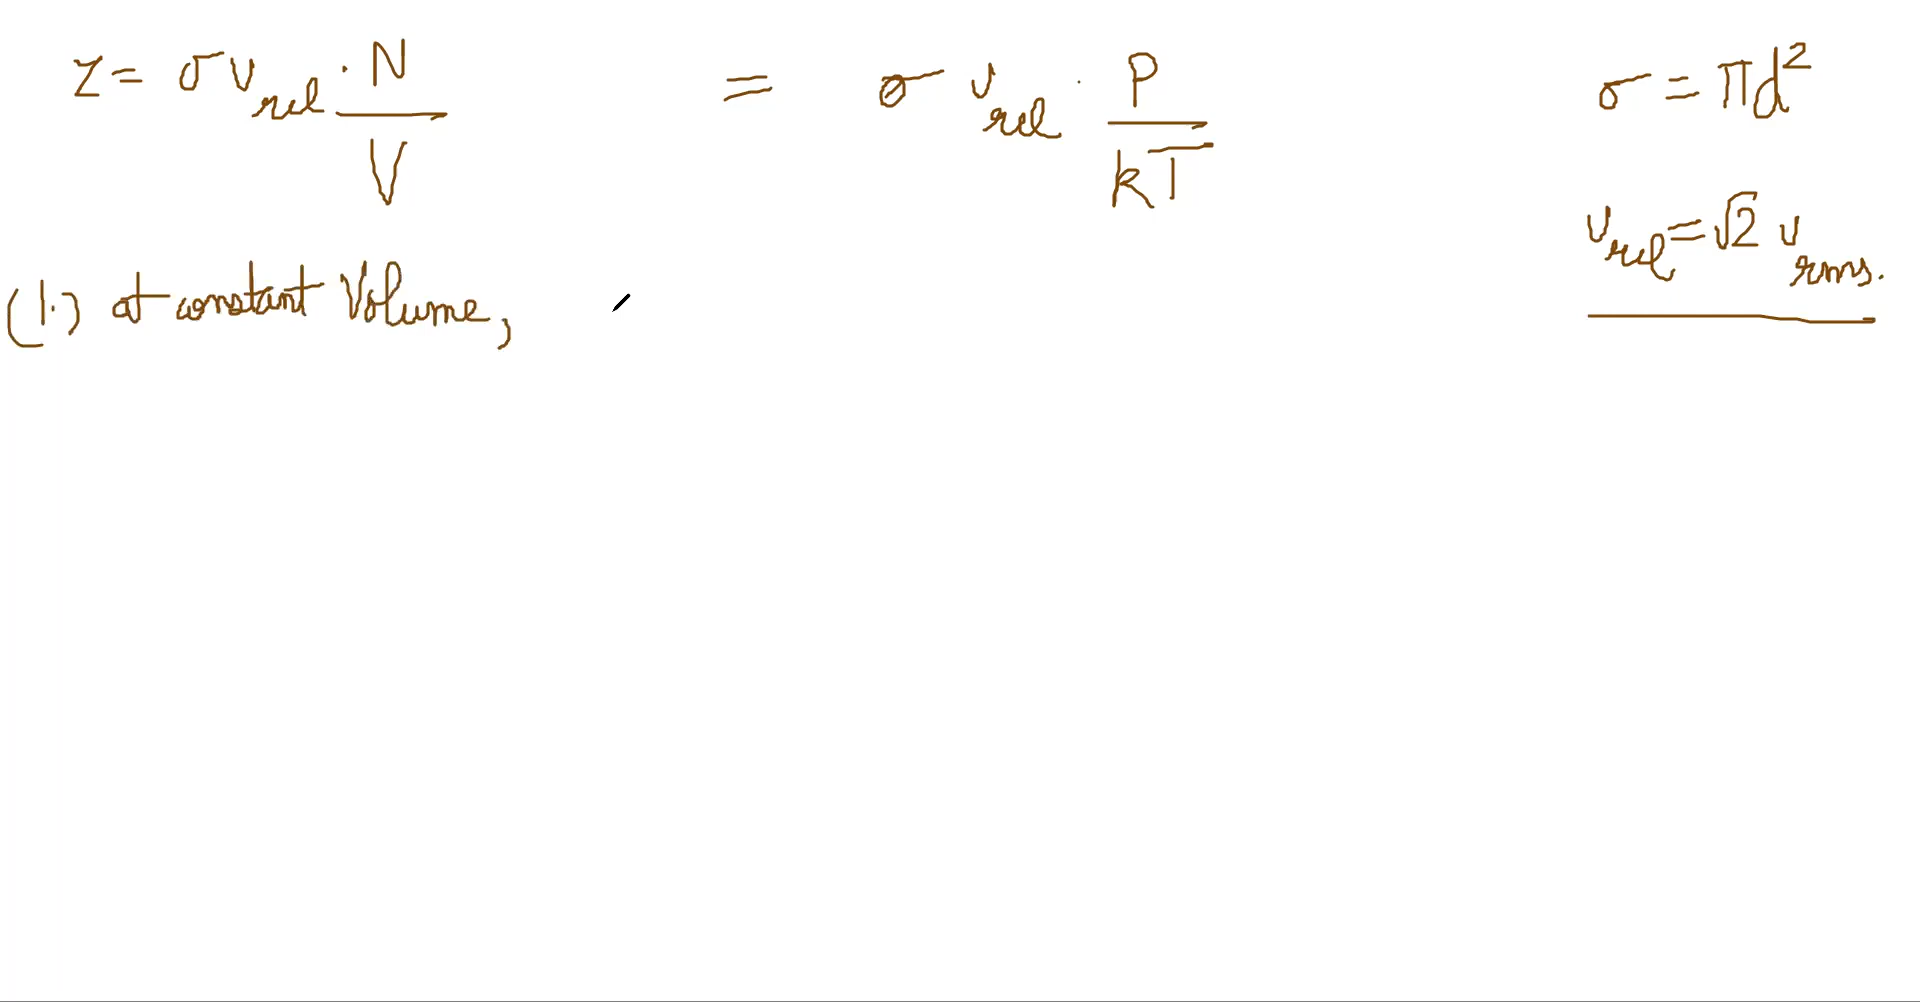 z = σ v_rel · N/V = σ v_rel · P/kT
σ = πd²
v_rel = √2 v_rms.
(1.) at constant Volume,